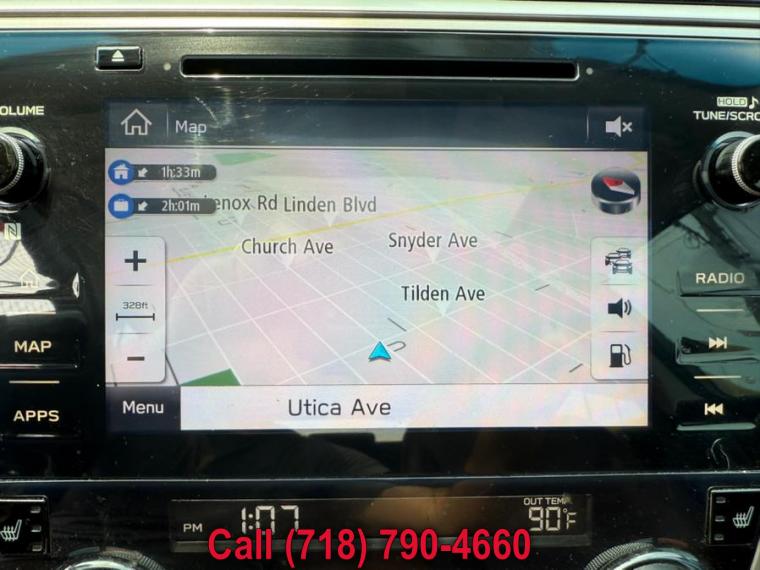 OLUME
HOLD
TUNE/SCRO
Map
1h:33m
2h:01m
enox Rd Linden Blvd
Church Ave
Snyder Ave
Tilden Ave
328ft
RADIO
MAP
APPS
Menu
Utica Ave
PM 1:07
OUT TEMP
90°F
Call (718) 790-4660